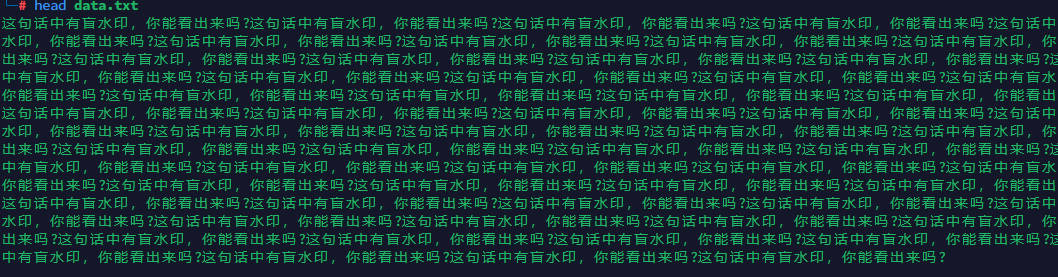 # head data.txt
这句话中有盲水印，你能看出来吗?这句话中有盲水印，你能看出来吗?这句话中有盲水印，你能看出来吗?这句话中有盲水印，你能看出来吗?这句话中
水印，你能看出来吗?这句话中有盲水印，你能看出来吗?这句话中有盲水印，你能看出来吗?这句话中有盲水印，你能看出来吗?这句话中有盲水印，你
出来吗?这句话中有盲水印，你能看出来吗?这句话中有盲水印，你能看出来吗?这句话中有盲水印，你能看出来吗?这句话中有盲水印，你能看出来吗?这
中有盲水印，你能看出来吗?这句话中有盲水印，你能看出来吗?这句话中有盲水印，你能看出来吗?这句话中有盲水印，你能看出来吗?这句话中有盲水
你能看出来吗?这句话中有盲水印，你能看出来吗?这句话中有盲水印，你能看出来吗?这句话中有盲水印，你能看出来吗?这句话中有盲水印，你能看出
这句话中有盲水印，你能看出来吗?这句话中有盲水印，你能看出来吗?这句话中有盲水印，你能看出来吗?这句话中有盲水印，你能看出来吗?这句话中
水印，你能看出来吗?这句话中有盲水印，你能看出来吗?这句话中有盲水印，你能看出来吗?这句话中有盲水印，你能看出来吗?这句话中有盲水印，你
出来吗?这句话中有盲水印，你能看出来吗?这句话中有盲水印，你能看出来吗?这句话中有盲水印，你能看出来吗?这句话中有盲水印，你能看出来吗?这
中有盲水印，你能看出来吗?这句话中有盲水印，你能看出来吗?这句话中有盲水印，你能看出来吗?这句话中有盲水印，你能看出来吗?这句话中有盲水
你能看出来吗?这句话中有盲水印，你能看出来吗?这句话中有盲水印，你能看出来吗?这句话中有盲水印，你能看出来吗?这句话中有盲水印，你能看出
这句话中有盲水印，你能看出来吗?这句话中有盲水印，你能看出来吗?这句话中有盲水印，你能看出来吗?这句话中有盲水印，你能看出来吗?这句话中
水印，你能看出来吗?这句话中有盲水印，你能看出来吗?这句话中有盲水印，你能看出来吗?这句话中有盲水印，你能看出来吗?这句话中有盲水印，你
出来吗?这句话中有盲水印，你能看出来吗?这句话中有盲水印，你能看出来吗?这句话中有盲水印，你能看出来吗?这句话中有盲水印，你能看出来吗?这
中有盲水印，你能看出来吗?这句话中有盲水印，你能看出来吗?这句话中有盲水印，你能看出来吗?这句话中有盲水印，你能看出来吗?